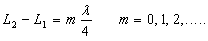 L₂ − L₁ = m λ/4 m = 0, 1, 2, .....